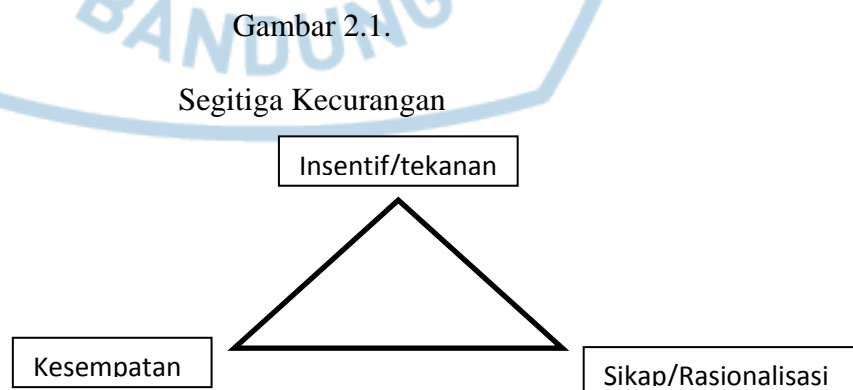 BANDUNG
Gambar 2.1.
Segitiga Kecurangan
Insentif/tekanan
Kesempatan
Sikap/Rasionalisasi